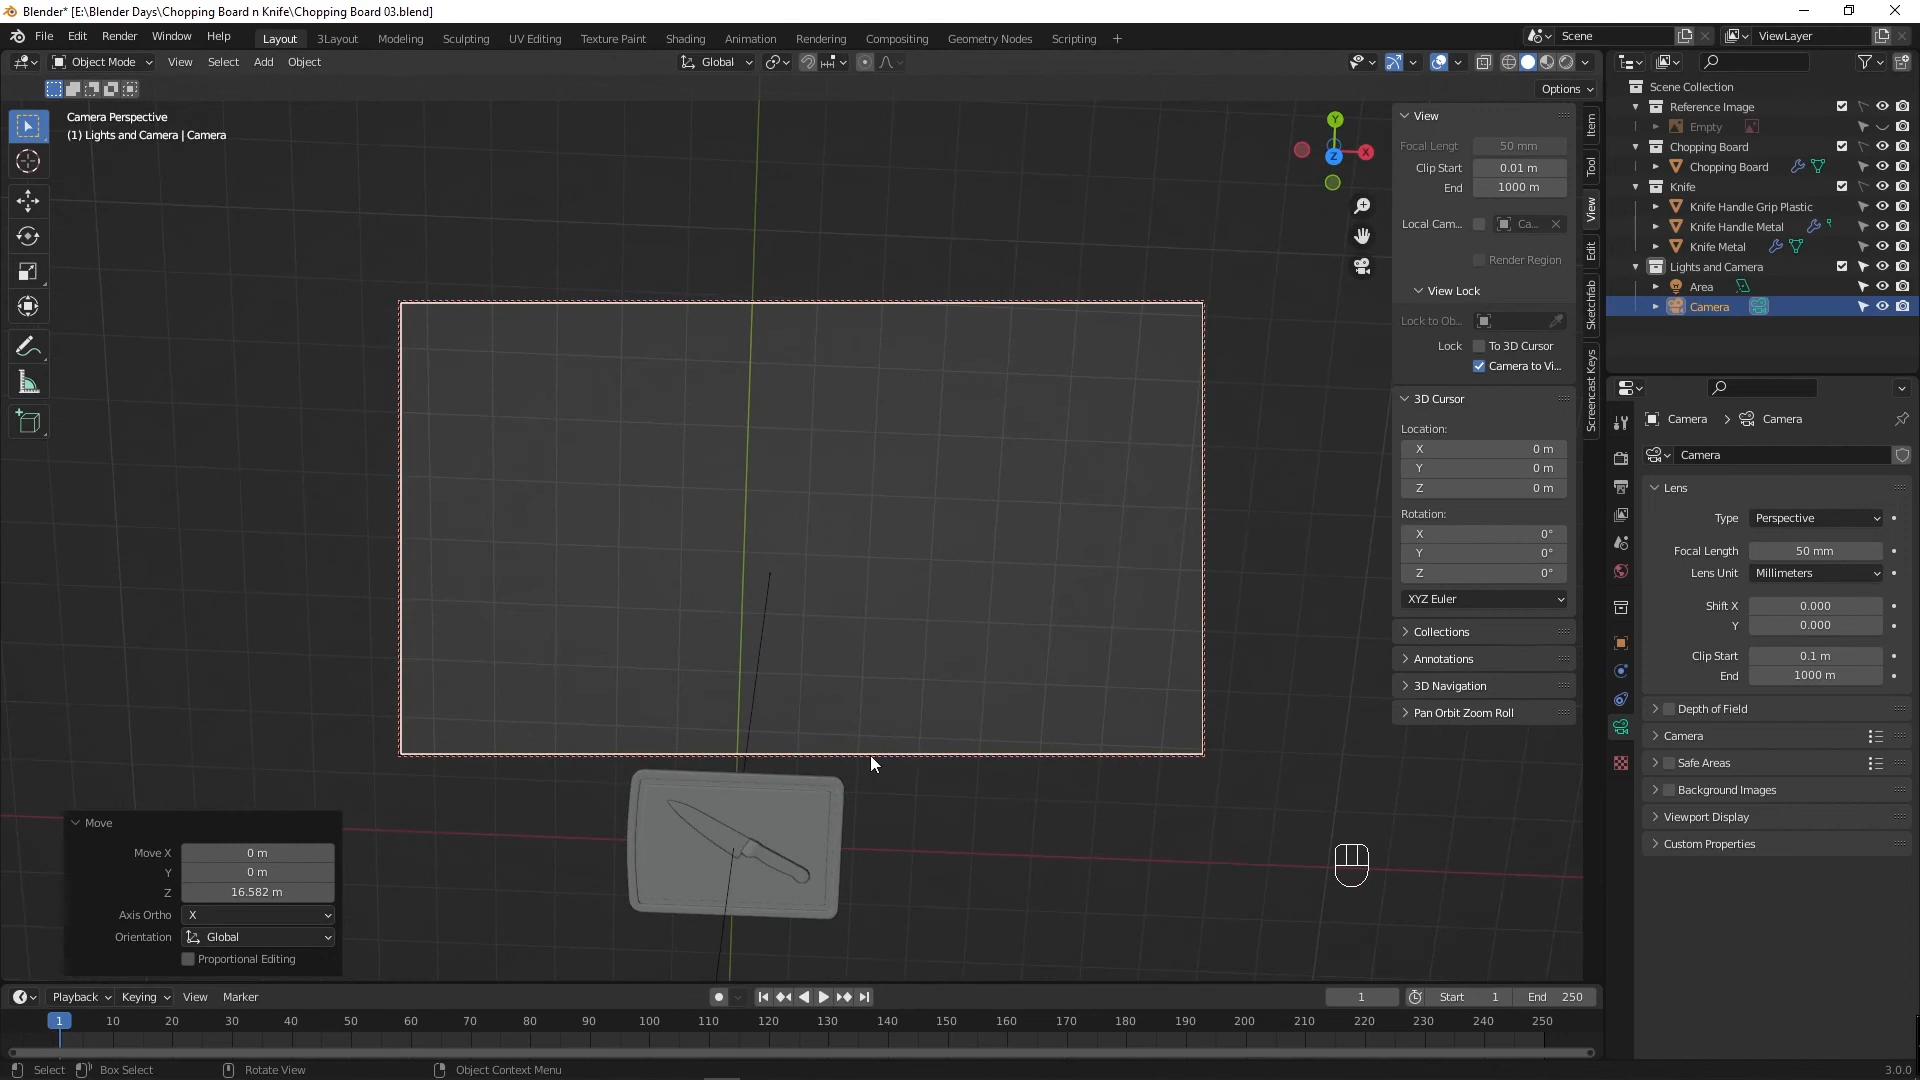 Blender* [E:\Blender Days\Chopping Board n Knife\Chopping Board 03.blend]
File Edit Render Window Help Layout 3Layout Modeling Sculpting UV Editing Texture Paint Shading Animation Rendering Compositing Geometry Nodes Scripting + Scene ViewLayer
Object Mode View Select Add Object Global
Options
Camera Perspective
(1) Lights and Camera | Camera
Y
X
Z
View
Focal Lengt 50 mm
Clip Start 0.01 m
End 1000 m
Local Cam... Ca...
Render Region
View Lock
Lock to Ob...
Lock To 3D Cursor
Camera to Vi...
3D Cursor
Location:
X 0 m
Y 0 m
Z 0 m
Rotation:
X 0°
Y 0°
Z 0°
XYZ Euler
Collections
Annotations
3D Navigation
Pan Orbit Zoom Roll
Item
Tool
View
Edit
Sketchfab
Screencast Keys
Scene Collection
Reference Image
Empty
Chopping Board
Chopping Board
Knife
Knife Handle Grip Plastic
Knife Handle Metal
Knife Metal
Lights and Camera
Area
Camera
Camera > Camera
Camera
Lens
Type Perspective
Focal Length 50 mm
Lens Unit Millimeters
Shift X 0.000
Y 0.000
Clip Start 0.1 m
End 1000 m
Depth of Field
Camera
Safe Areas
Background Images
Viewport Display
Custom Properties
Move
Move X 0 m
Y 0 m
Z 16.582 m
Axis Ortho X
Orientation Global
Proportional Editing
Playback Keying View Marker 1 Start 1 End 250
1 10 20 30 40 50 60 70 80 90 100 110 120 130 140 150 160 170 180 190 200 210 220 230 240 250
Select Box Select Rotate View Object Context Menu 3.0.0